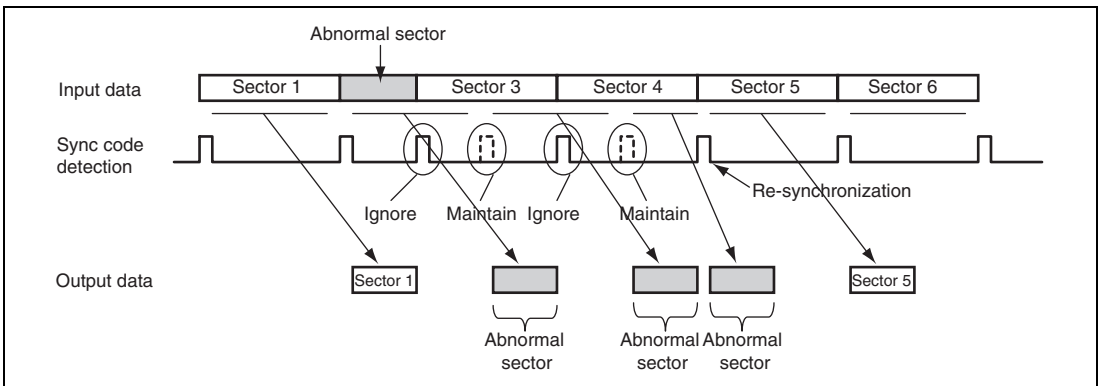 Abnormal sector
Input data
Sector 1
Sector 3
Sector 4
Sector 5
Sector 6
Sync code
detection
Re-synchronization
Ignore
Maintain
Ignore
Maintain
Output data
Sector 1
Sector 5
Abnormal
sector
Abnormal
sector
Abnormal
sector